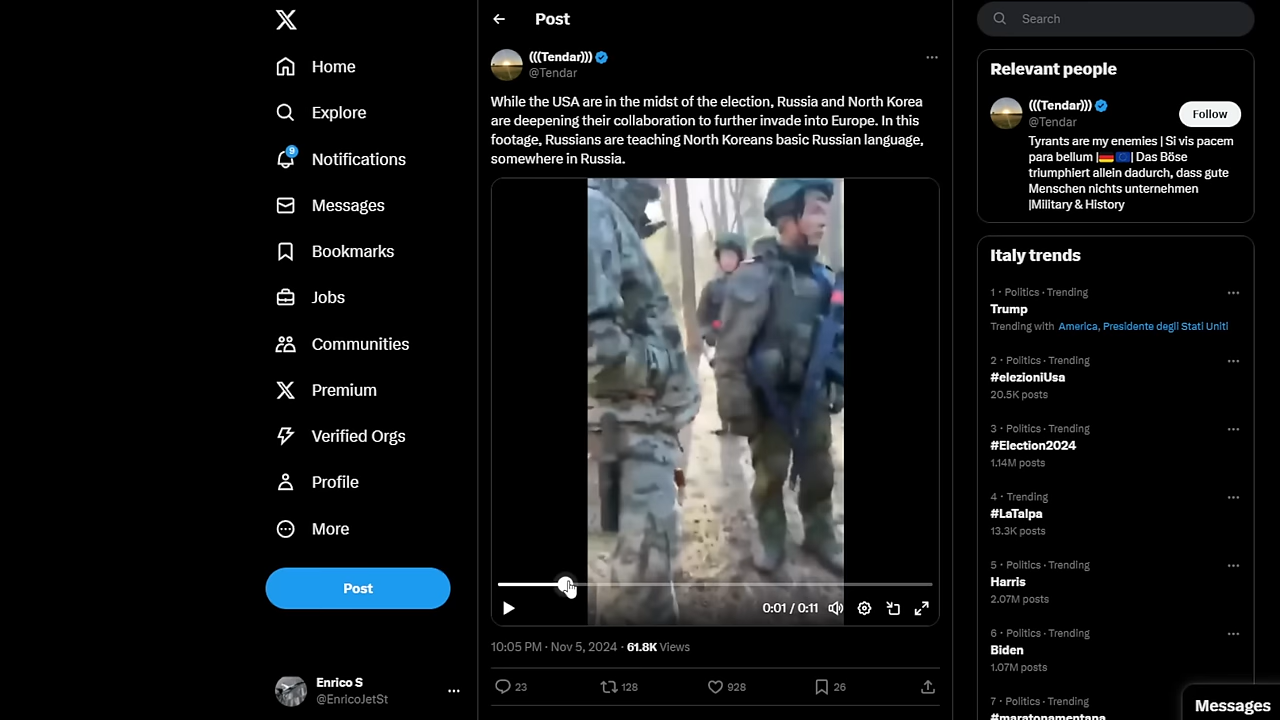 Home
Explore
9
Notifications
Messages
Bookmarks
Jobs
Communities
Premium
Verified Orgs
Profile
More
Post
Enrico S
@EnricoJetSt
Post
(((Tendar)))
@Tendar
While the USA are in the midst of the election, Russia and North Korea
are deepening their collaboration to further invade into Europe. In this
footage, Russians are teaching North Koreans basic Russian language,
somewhere in Russia.
0:01 / 0:11
10:05 PM · Nov 5, 2024 · 61.8K Views
23
128
928
26
Search
Relevant people
(((Tendar)))
@Tendar
Follow
Tyrants are my enemies | Si vis pacem
para bellum |🇩🇪🇪🇺| Das Böse
triumphiert allein dadurch, dass gute
Menschen nichts unternehmen
|Military & History
Italy trends
1 · Politics · Trending
Trump
Trending with America, Presidente degli Stati Uniti
2 · Politics · Trending
#elezioniUsa
20.5K posts
3 · Politics · Trending
#Election2024
1.14M posts
4 · Trending
#LaTalpa
13.3K posts
5 · Politics · Trending
Harris
2.07M posts
6 · Politics · Trending
Biden
1.07M posts
7 · Politics · Trending
#maratonamentana
Messages